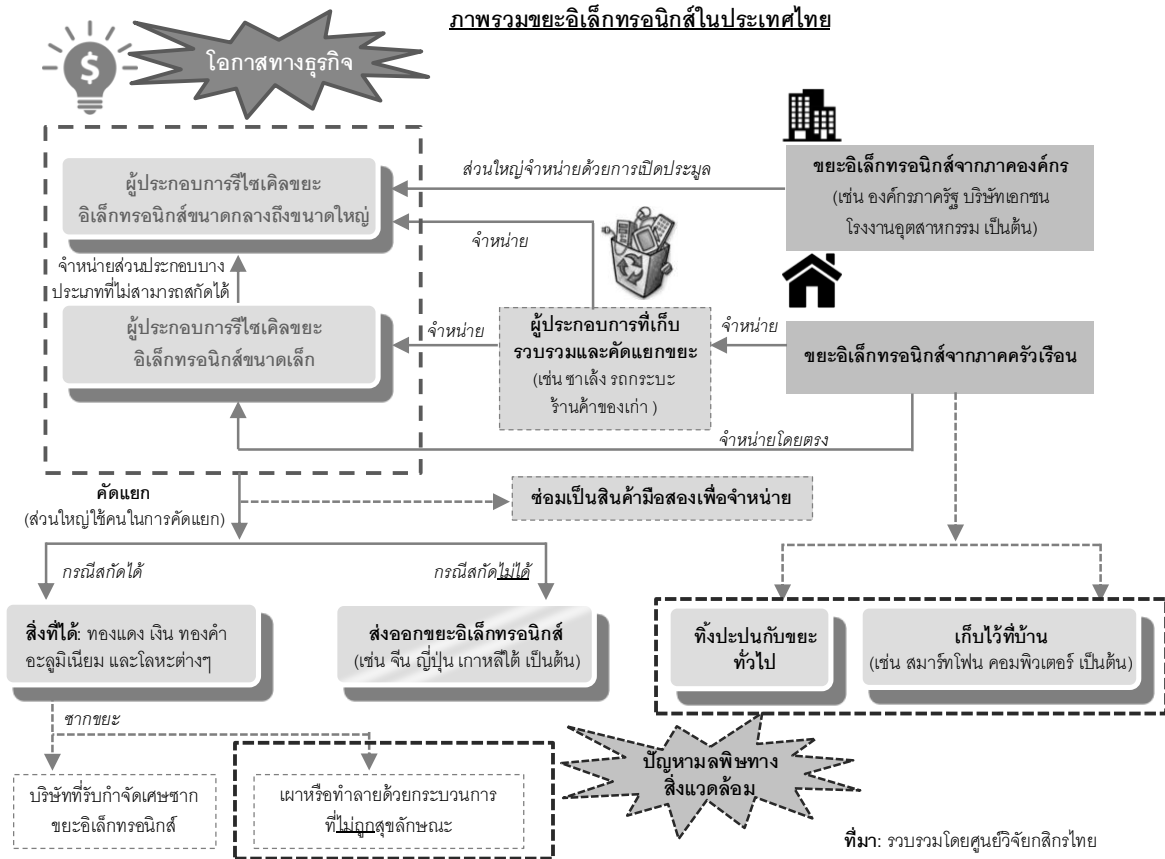 ภาพรวมขยะอิเล็กทรอนิกส์ในประเทศไทย
$
โอกาสทางธุรกิจ
ผู้ประกอบการรีไซเคิลขยะ
อิเล็กทรอนิกส์ขนาดกลางถึงขนาดใหญ่
ส่วนใหญ่จำหน่ายด้วยการเปิดประมูล
ขยะอิเล็กทรอนิกส์จากภาคองค์กร
(เช่น องค์กรภาครัฐ บริษัทเอกชน
โรงงานอุตสาหกรรม เป็นต้น)
จำหน่าย
จำหน่ายส่วนประกอบบาง
ประเภทที่ไม่สามารถสกัดได้
ผู้ประกอบการรีไซเคิลขยะ
อิเล็กทรอนิกส์ขนาดเล็ก
จำหน่าย
ผู้ประกอบการที่เก็บ
รวบรวมและคัดแยกขยะ
(เช่น ซาเล้ง รถกระบะ
ร้านค้าของเก่า )
จำหน่าย
ขยะอิเล็กทรอนิกส์จากภาคครัวเรือน
จำหน่ายโดยตรง
คัดแยก
(ส่วนใหญ่ใช้คนในการคัดแยก)
ซ่อมเป็นสินค้ามือสองเพื่อจำหน่าย
กรณีสกัดได้
กรณีสกัดไม่ได้
สิ่งที่ได้: ทองแดง เงิน ทองคำ
อะลูมิเนียม และโลหะต่างๆ
ส่งออกขยะอิเล็กทรอนิกส์
(เช่น จีน ญี่ปุ่น เกาหลีใต้ เป็นต้น)
ทิ้งปะปนกับขยะ
ทั่วไป
เก็บไว้ที่บ้าน
(เช่น สมาร์ทโฟน คอมพิวเตอร์ เป็นต้น)
ซากขยะ
บริษัทที่รับกำจัดเศษซาก
ขยะอิเล็กทรอนิกส์
เผาหรือทำลายด้วยกระบวนการ
ที่ไม่ถูกสุขลักษณะ
ปัญหามลพิษทาง
สิ่งแวดล้อม
ที่มา: รวบรวมโดยศูนย์วิจัยกสิกรไทย